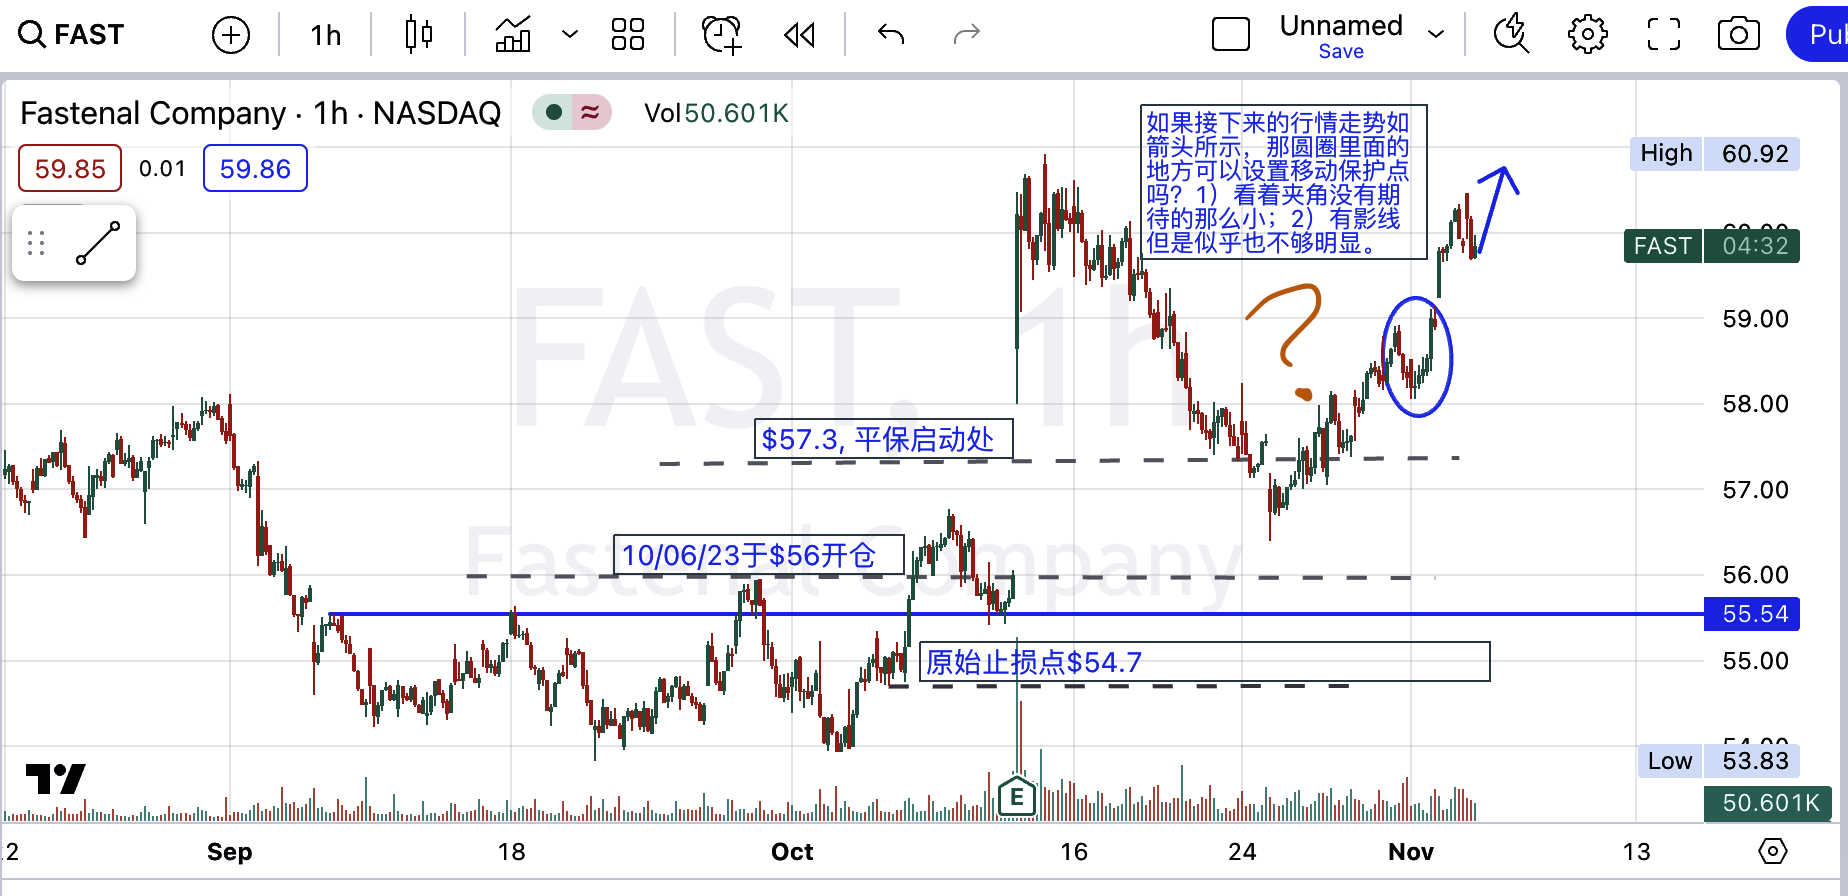 FAST
1h
Unnamed
Save
Fastenal Company · 1h · NASDAQ
Vol50.601K
59.85
0.01
59.86
如果接下来的行情走势如
箭头所示，那圆圈里面的
地方可以设置移动保护点
吗？1）看着夹角没有期
待的那么小；2）有影线
但是似乎也不够明显。
High 60.92
FAST 04:32
59.00
58.00
$57.3, 平保启动处
57.00
10/06/23于$56开仓
56.00
55.54
原始止损点$54.7
55.00
Low 53.83
E
50.601K
FAST, 1h
Fastenal Company
Sep
18
Oct
16
24
Nov
13